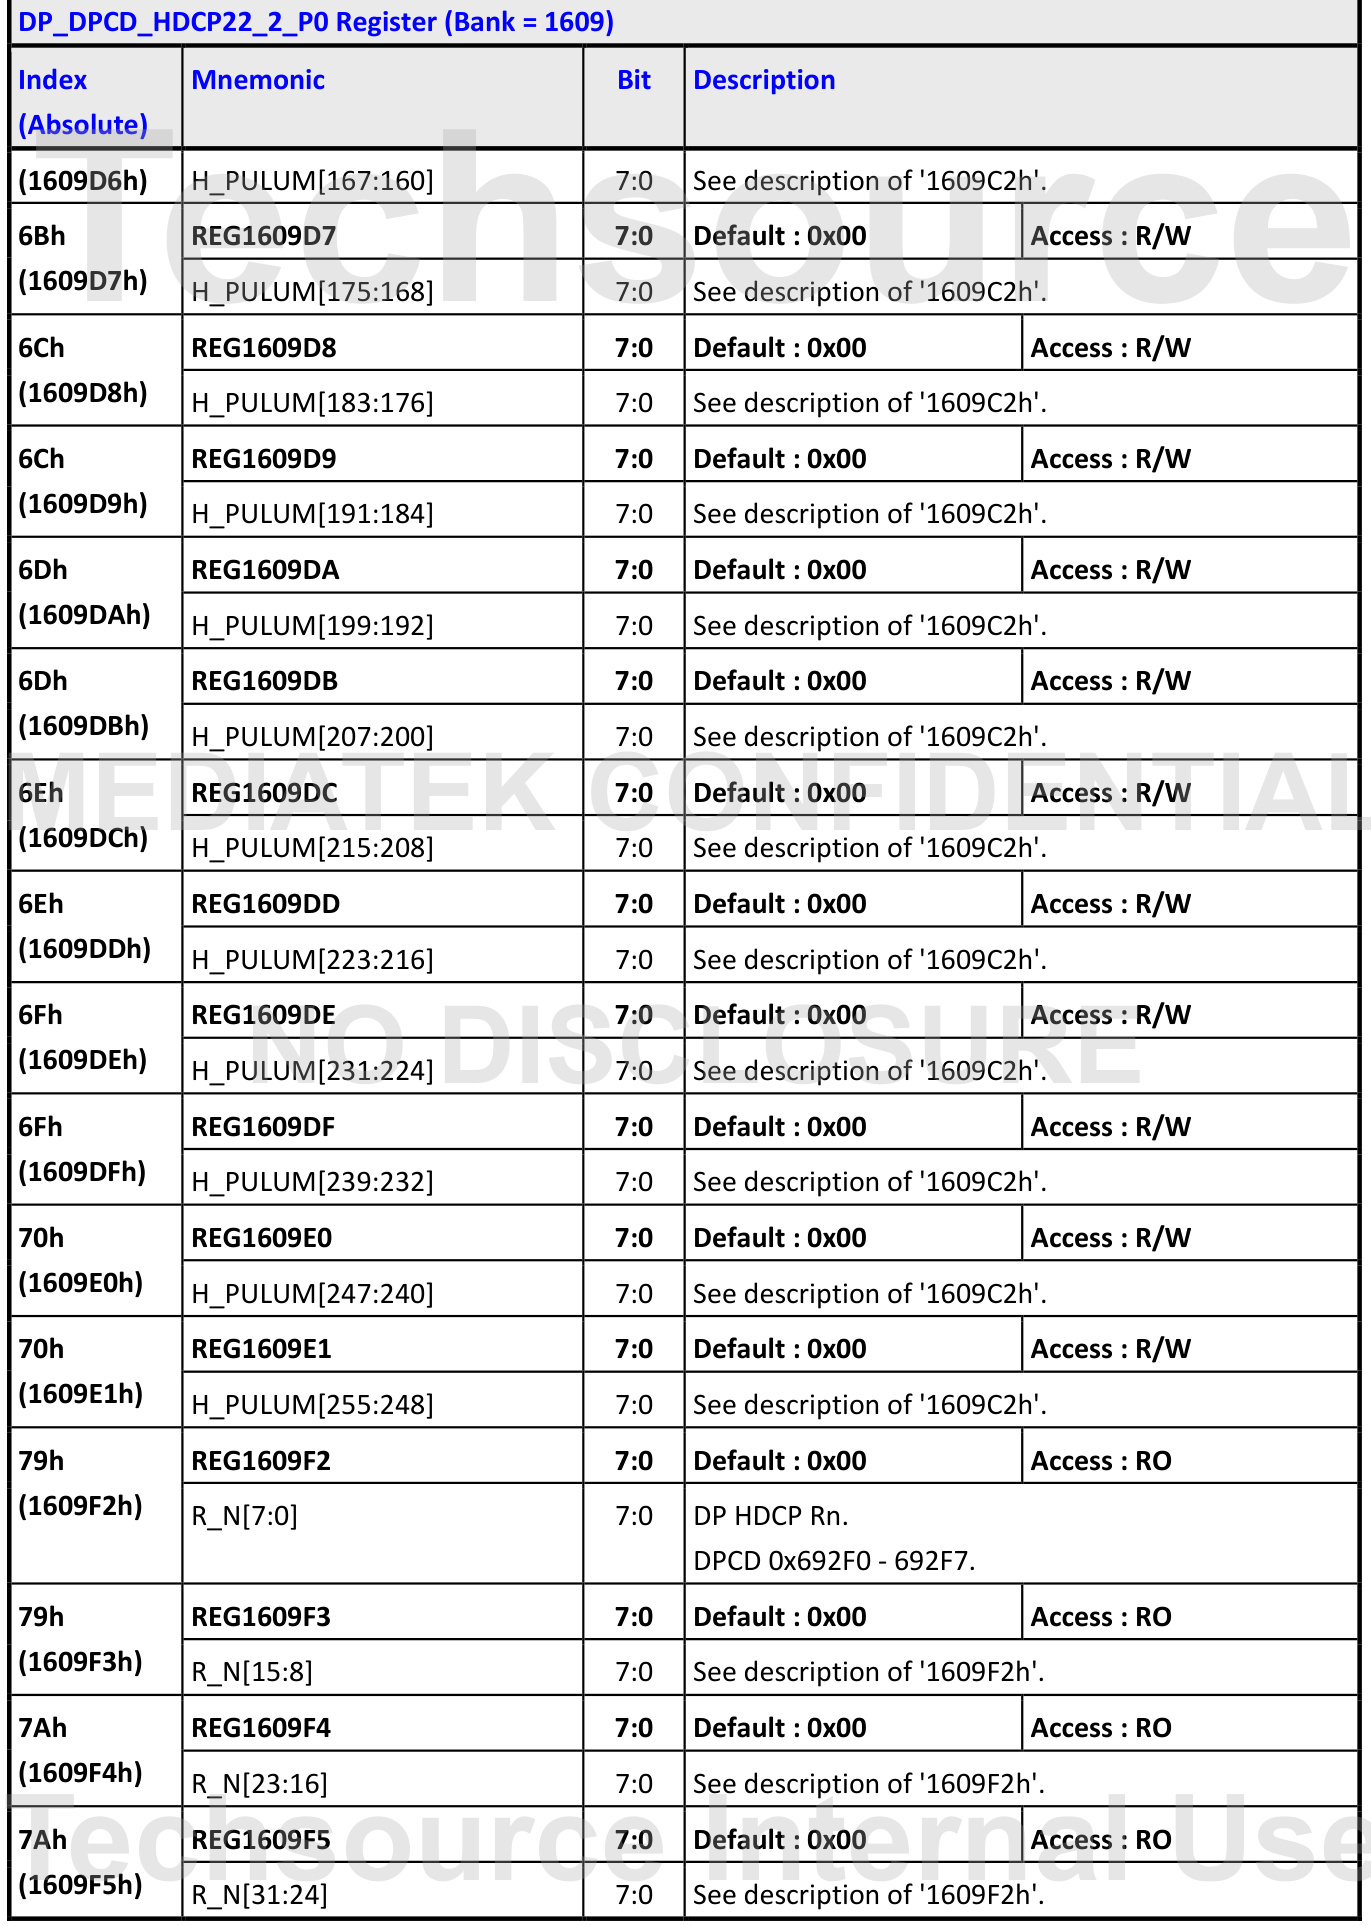 DP_DPCD_HDCP22_2_P0 Register (Bank = 1609)
Index Mnemonic Bit Description
(Absolute)
(1609D6h) H_PULUM[167:160] 7:0 See description of '1609C2h'.
6Bh REG1609D7 7:0 Default : 0x00 Access : R/W
(1609D7h) H_PULUM[175:168] 7:0 See description of '1609C2h'.
6Ch REG1609D8 7:0 Default : 0x00 Access : R/W
(1609D8h) H_PULUM[183:176] 7:0 See description of '1609C2h'.
6Ch REG1609D9 7:0 Default : 0x00 Access : R/W
(1609D9h) H_PULUM[191:184] 7:0 See description of '1609C2h'.
6Dh REG1609DA 7:0 Default : 0x00 Access : R/W
(1609DAh) H_PULUM[199:192] 7:0 See description of '1609C2h'.
6Dh REG1609DB 7:0 Default : 0x00 Access : R/W
(1609DBh) H_PULUM[207:200] 7:0 See description of '1609C2h'.
6Eh REG1609DC 7:0 Default : 0x00 Access : R/W
(1609DCh) H_PULUM[215:208] 7:0 See description of '1609C2h'.
6Eh REG1609DD 7:0 Default : 0x00 Access : R/W
(1609DDh) H_PULUM[223:216] 7:0 See description of '1609C2h'.
6Fh REG1609DE 7:0 Default : 0x00 Access : R/W
(1609DEh) H_PULUM[231:224] 7:0 See description of '1609C2h'.
6Fh REG1609DF 7:0 Default : 0x00 Access : R/W
(1609DFh) H_PULUM[239:232] 7:0 See description of '1609C2h'.
70h REG1609E0 7:0 Default : 0x00 Access : R/W
(1609E0h) H_PULUM[247:240] 7:0 See description of '1609C2h'.
70h REG1609E1 7:0 Default : 0x00 Access : R/W
(1609E1h) H_PULUM[255:248] 7:0 See description of '1609C2h'.
79h REG1609F2 7:0 Default : 0x00 Access : RO
(1609F2h) R_N[7:0] 7:0 DP HDCP Rn.
DPCD 0x692F0 - 692F7.
79h REG1609F3 7:0 Default : 0x00 Access : RO
(1609F3h) R_N[15:8] 7:0 See description of '1609F2h'.
7Ah REG1609F4 7:0 Default : 0x00 Access : RO
(1609F4h) R_N[23:16] 7:0 See description of '1609F2h'.
7Ah REG1609F5 7:0 Default : 0x00 Access : RO
(1609F5h) R_N[31:24] 7:0 See description of '1609F2h'.
Techsource
MEDIATEK CONFIDENTIAL
NO DISCLOSURE
Techsource Internal Use